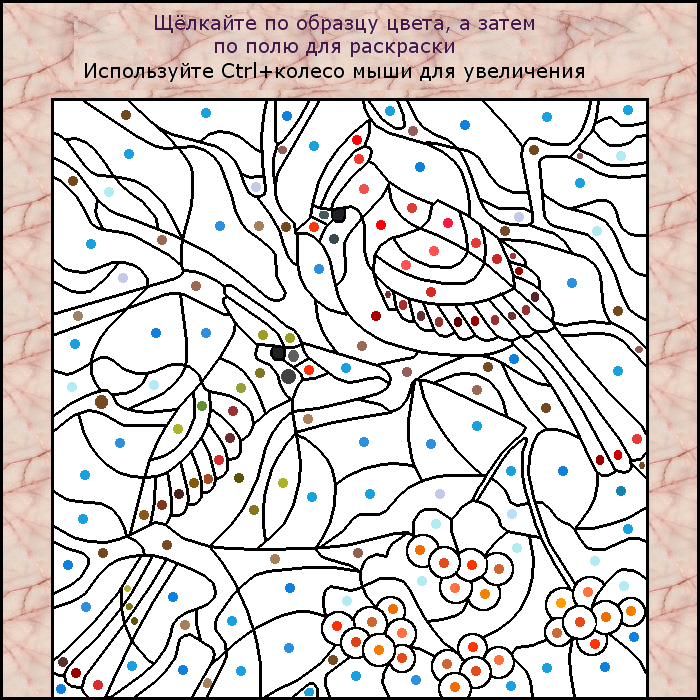 Щёлкайте по образцу цвета, а затем
по полю для раскраски
Используйте Ctrl+колесо мыши для увеличения